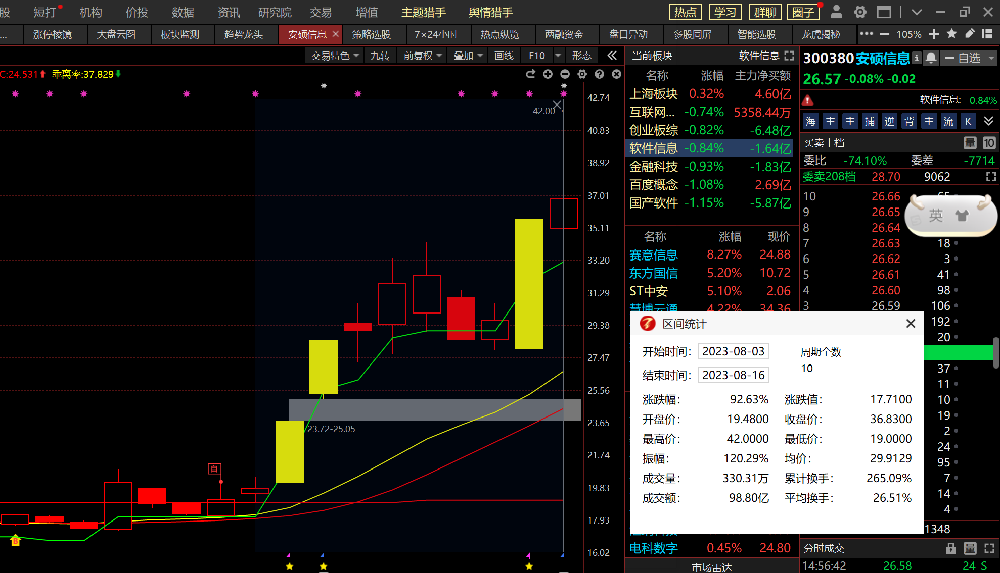 股 短打 机构 价投 数据 资讯 研究院 交易 增值 主题猎手 舆情猎手 热点 学习 群聊 圈子
... 涨停棱镜 大盘云图 板块监测 趋势龙头 安硕信息 × 策略选股 7×24小时 热点纵览 两融资金 盘口异动 多股同屏 智能选股 龙虎揭秘 ••• — 105% +
交易特色 九转 前复权 叠加 画线 F10 形态 «
C:24.531 乖离率:37.829
42.74
42.00
40.83
38.92
37.01
35.11
33.20
31.29
29.38
27.47
25.56
23.65
23.72-25.05
21.74
自
19.83
17.93
B
16.02
当前板块 软件信息
名称 涨幅 主力净买额
上海板块 0.32% 4.60亿
互联网... -0.74% 5358.44万
创业板综 -0.82% -6.48亿
软件信息 -0.84% -1.64亿
金融科技 -0.93% -1.83亿
百度概念 -1.08% 2.69亿
国产软件 -1.15% -5.87亿
名称 涨幅 现价
赛意信息 8.27% 24.88
东方国信 5.20% 10.72
ST中安 5.10% 2.06
慧博云通 4.22% 34.36
电科数字 0.45% 24.80
市场雷达
300380 安硕信息 i 自选
26.57 -0.08% -0.02
软件信息: -0.84%
海 主 主 捕 逆 背 主 流 K
买卖十档 量 10
委比 -74.10% 委差 -7714
委卖208档 28.70 9062
10 26.66 65
9 26.65
8 26.64
英
7 26.63 18
6 26.62 3
5 26.61 41
4 26.60 98
3 26.59 106
192
20
37
11
10
19
2
24
95
7
14
4
1348
分时成交 量
14:56:42 26.58 24 S
区间统计
开始时间: 2023-08-03 周期个数
10
结束时间: 2023-08-16
涨跌幅: 92.63% 涨跌值: 17.7100
开盘价: 19.4800 收盘价: 36.8300
最高价: 42.0000 最低价: 19.0000
振幅: 120.29% 均价: 29.9129
成交量: 330.31万 累计换手: 265.09%
成交额: 98.80亿 平均换手: 26.51%